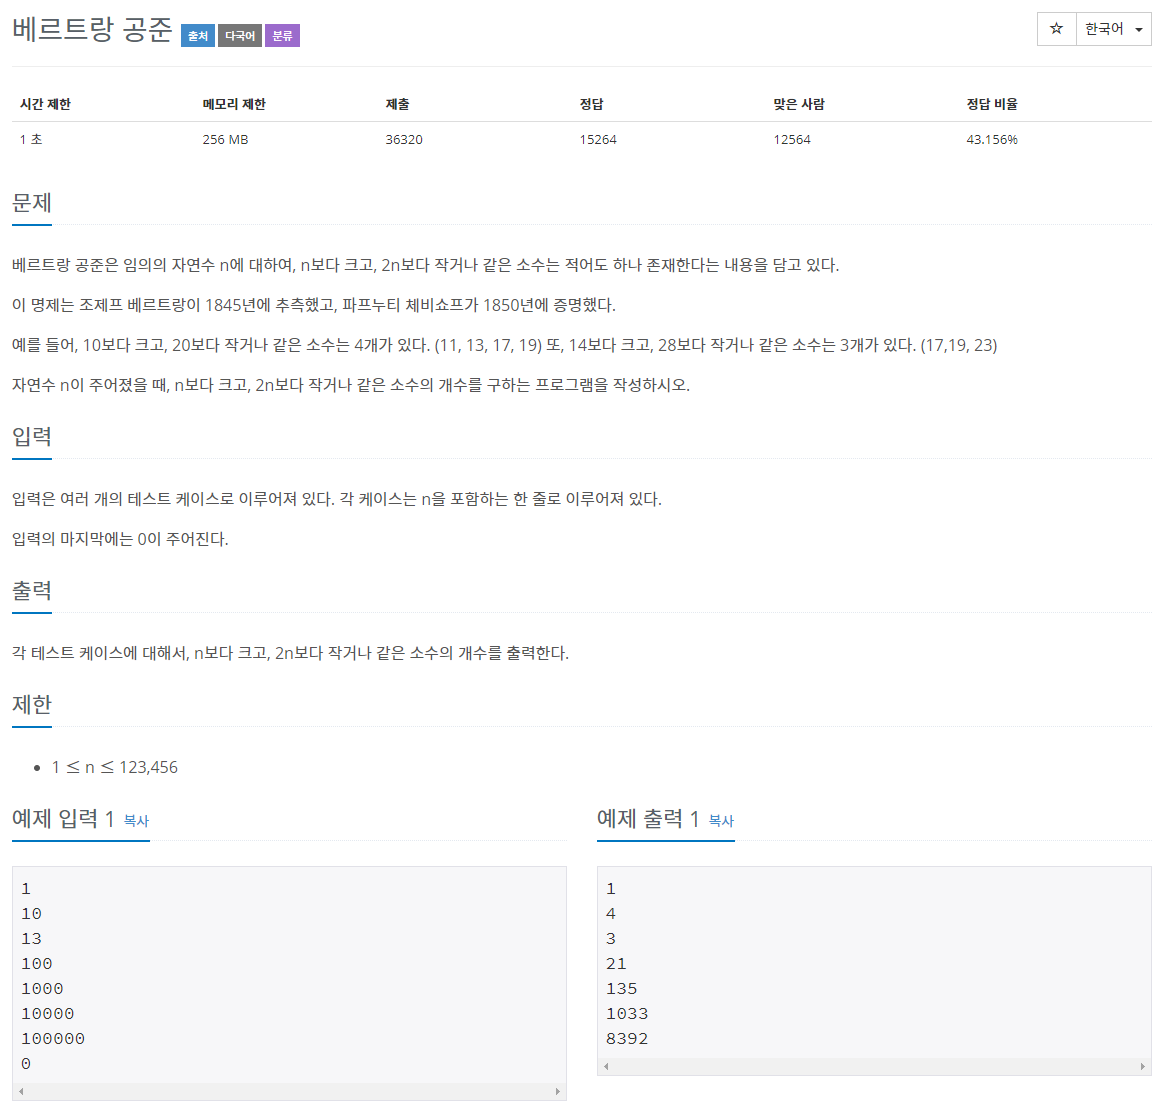 베르트랑 공준 출처 다국어 분류
☆ 한국어
시간 제한 메모리 제한 제출 정답 맞은 사람 정답 비율
1 초 256 MB 36320 15264 12564 43.156%
문제
베르트랑 공준은 임의의 자연수 n에 대하여, n보다 크고, 2n보다 작거나 같은 소수는 적어도 하나 존재한다는 내용을 담고 있다.
이 명제는 조제프 베르트랑이 1845년에 추측했고, 파프누티 체비쇼프가 1850년에 증명했다.
예를 들어, 10보다 크고, 20보다 작거나 같은 소수는 4개가 있다. (11, 13, 17, 19) 또, 14보다 크고, 28보다 작거나 같은 소수는 3개가 있다. (17,19, 23)
자연수 n이 주어졌을 때, n보다 크고, 2n보다 작거나 같은 소수의 개수를 구하는 프로그램을 작성하시오.
입력
입력은 여러 개의 테스트 케이스로 이루어져 있다. 각 케이스는 n을 포함하는 한 줄로 이루어져 있다.
입력의 마지막에는 0이 주어진다.
출력
각 테스트 케이스에 대해서, n보다 크고, 2n보다 작거나 같은 소수의 개수를 출력한다.
제한
• 1 ≤ n ≤ 123,456
예제 입력 1 복사
1
10
13
100
1000
10000
100000
0
예제 출력 1 복사
1
4
3
21
135
1033
8392